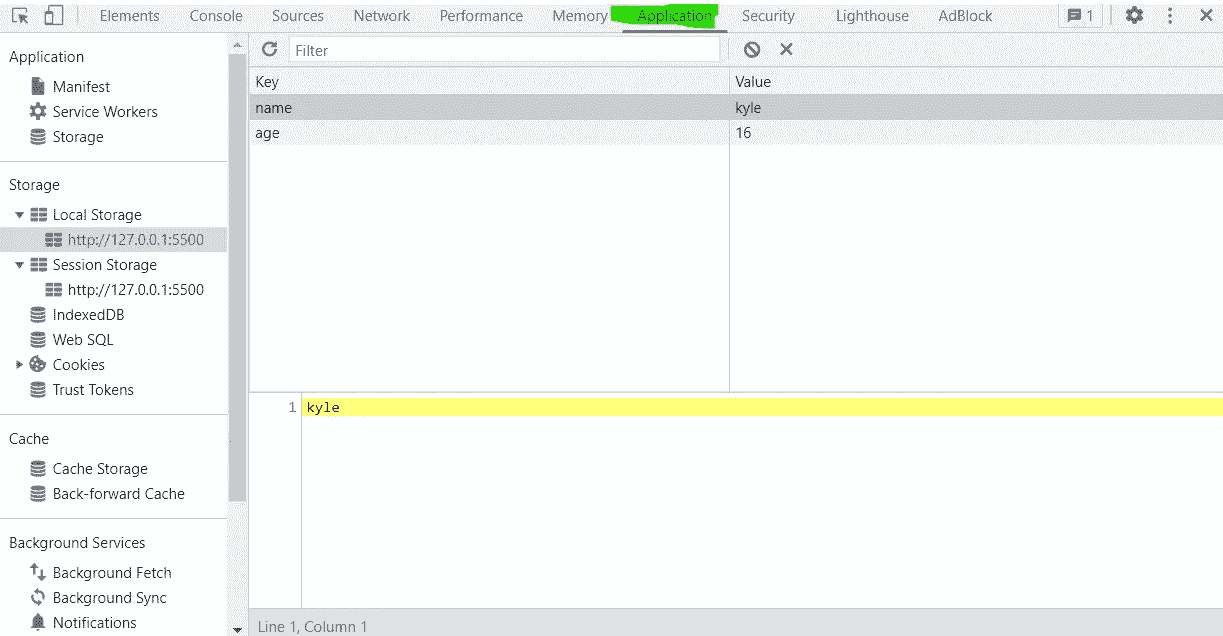 Elements Console Sources Network Performance Memory Application Security Lighthouse AdBlock 1
Application
Manifest
Service Workers
Storage
Storage
Local Storage
http://127.0.0.1:5500
Session Storage
http://127.0.0.1:5500
IndexedDB
Web SQL
Cookies
Trust Tokens
Cache
Cache Storage
Back-forward Cache
Background Services
Background Fetch
Background Sync
Notifications
Filter
Key Value
name kyle
age 16
1 kyle
Line 1, Column 1